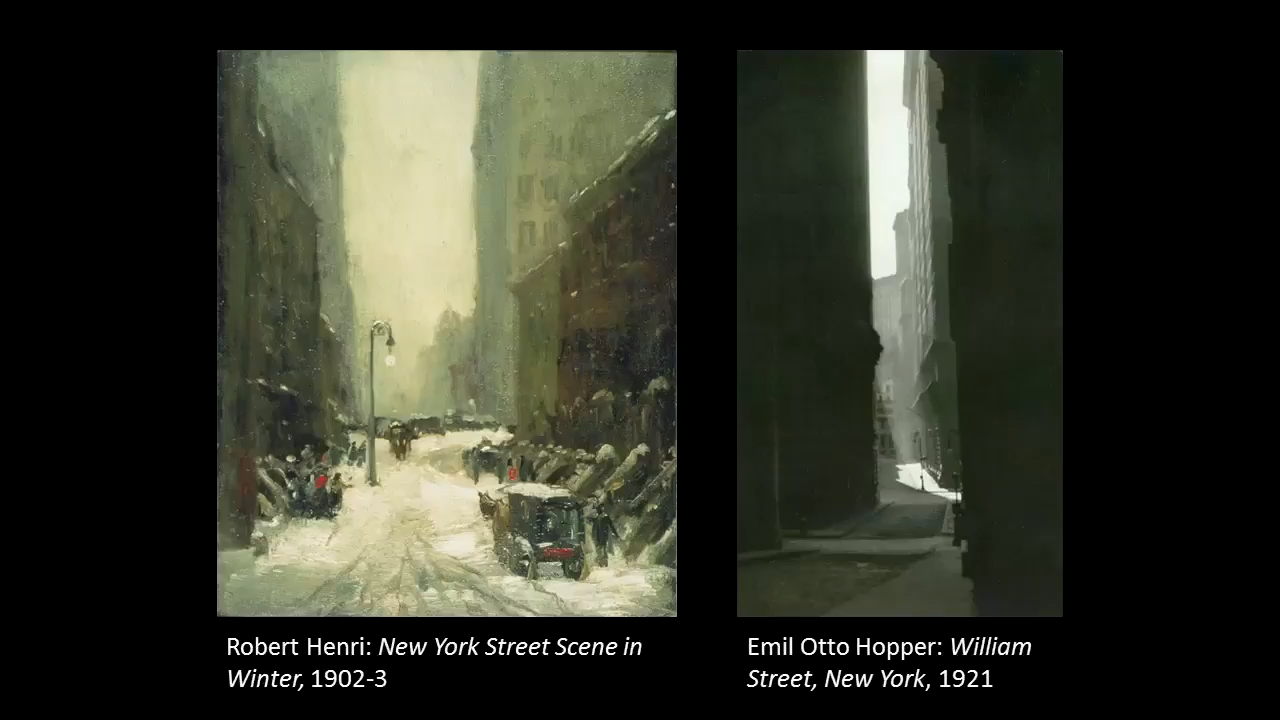 Robert Henri: New York Street Scene in
Winter, 1902-3
Emil Otto Hopper: William
Street, New York, 1921